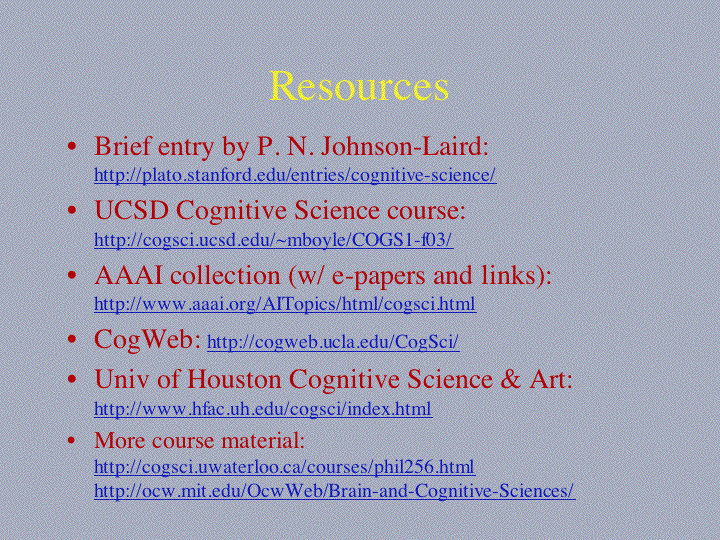 Resources
• Brief entry by P. N. Johnson-Laird:
http://plato.stanford.edu/entries/cognitive-science/
• UCSD Cognitive Science course:
http://cogsci.ucsd.edu/~mboyle/COGS1-f03/
• AAAI collection (w/ e-papers and links):
http://www.aaai.org/AITopics/html/cogsci.html
• CogWeb: http://cogweb.ucla.edu/CogSci/
• Univ of Houston Cognitive Science & Art:
http://www.hfac.uh.edu/cogsci/index.html
• More course material:
http://cogsci.uwaterloo.ca/courses/phil256.html
http://ocw.mit.edu/OcwWeb/Brain-and-Cognitive-Sciences/